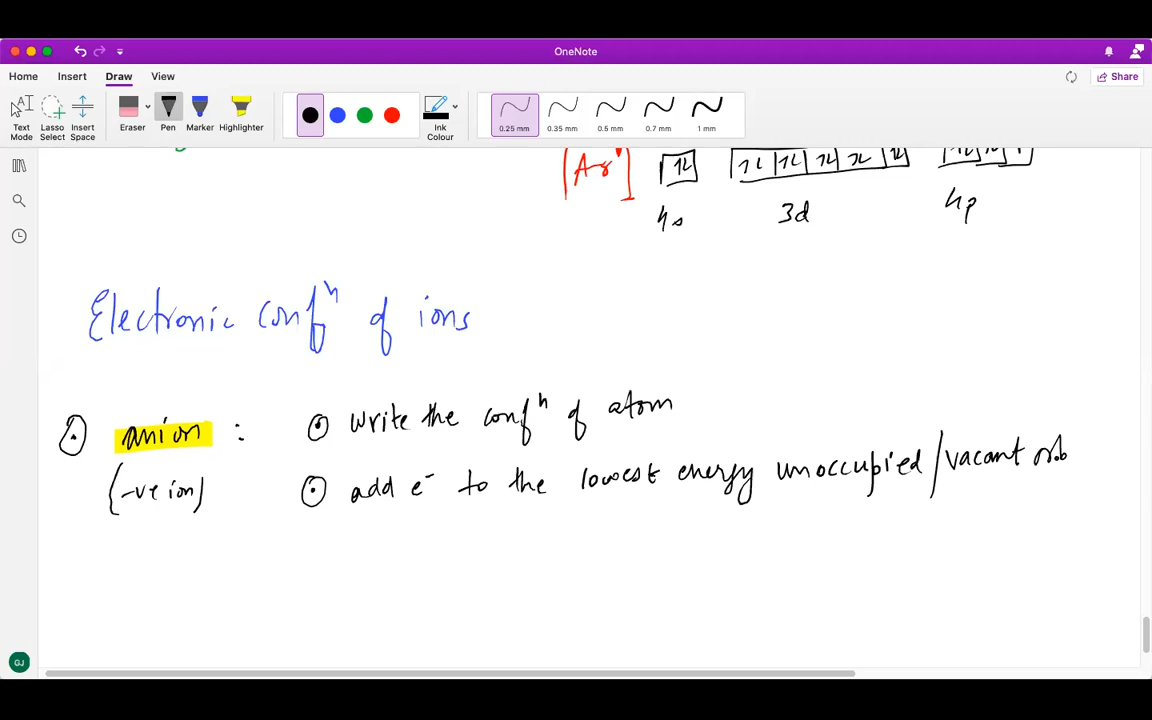 OneNote
Home Insert Draw View
Share
Text Mode
Lasso Select
Insert Space
Eraser
Pen
Marker
Highlighter
Ink Colour
0.25 mm
0.35 mm
0.5 mm
0.7 mm
1 mm
[Ar]
4s 3d 4p
Electronic confⁿ of ions
anion : write the confⁿ of atom
(-ve ion) add e⁻ to the lowest energy unoccupied/vacant orb
GJ